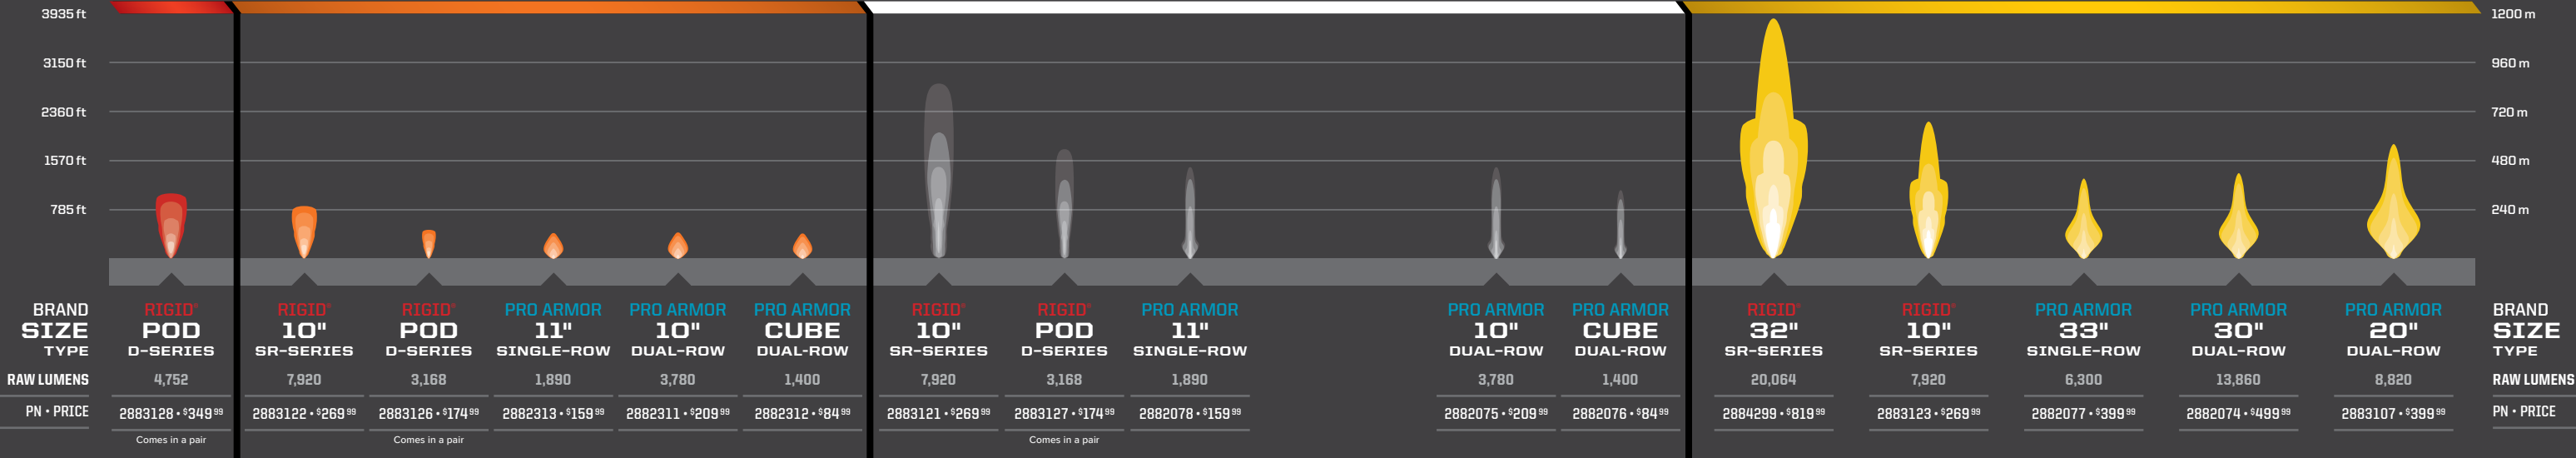 3935 ft
1200 m
3150 ft
960 m
2360 ft
720 m
1570 ft
480 m
785 ft
240 m
BRAND RIGID® RIGID® RIGID® PRO ARMOR PRO ARMOR PRO ARMOR RIGID® RIGID® PRO ARMOR PRO ARMOR PRO ARMOR RIGID® RIGID® PRO ARMOR PRO ARMOR PRO ARMOR BRAND
SIZE POD 10" POD 11" 10" CUBE 10" POD 11" 10" CUBE 32" 10" 33" 30" 20" SIZE
TYPE D-SERIES SR-SERIES D-SERIES SINGLE-ROW DUAL-ROW DUAL-ROW SR-SERIES D-SERIES SINGLE-ROW DUAL-ROW DUAL-ROW SR-SERIES SR-SERIES SINGLE-ROW DUAL-ROW DUAL-ROW TYPE
RAW LUMENS 4,752 7,920 3,168 1,890 3,780 1,400 7,920 3,168 1,890 3,780 1,400 20,064 7,920 6,300 13,860 8,820 RAW LUMENS
PN • PRICE 2883128 • $349.99 2883122 • $269.99 2883126 • $174.99 2882313 • $159.99 2882311 • $209.99 2882312 • $84.99 2883121 • $269.99 2883127 • $174.99 2882078 • $159.99 2882075 • $209.99 2882076 • $84.99 2884299 • $819.99 2883123 • $269.99 2882077 • $399.99 2882074 • $499.99 2883107 • $399.99 PN • PRICE
Comes in a pair Comes in a pair Comes in a pair